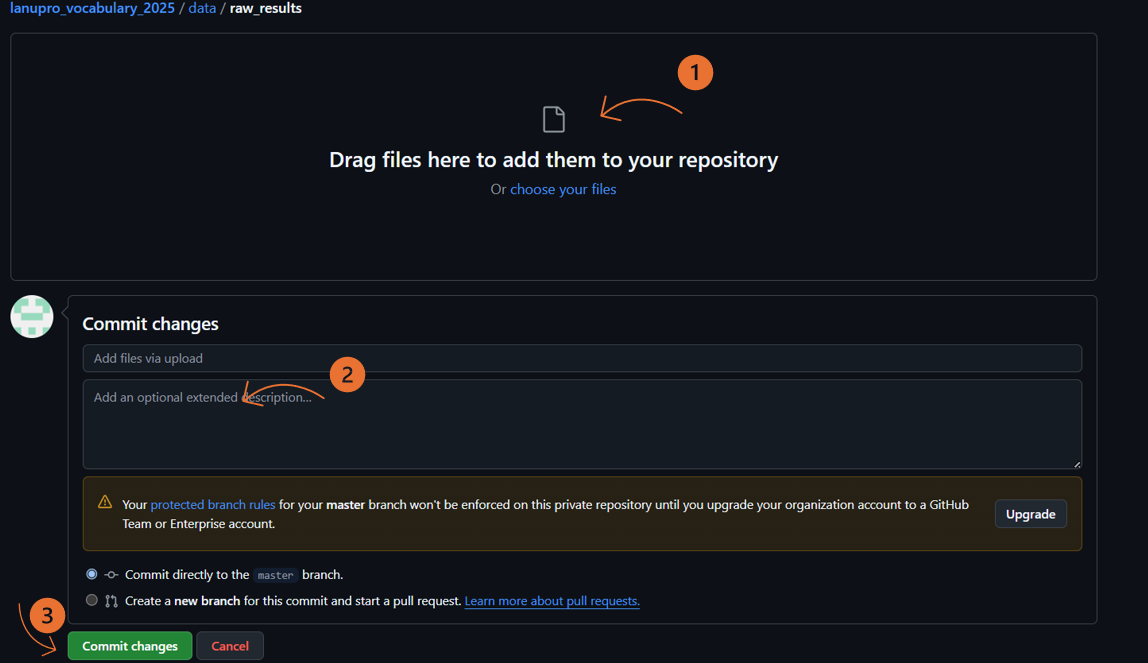 lanupro_vocabulary_2025 / data / raw_results
1
Drag files here to add them to your repository
Or choose your files
Commit changes
Add files via upload
2
Add an optional extended description...
Your protected branch rules for your master branch won't be enforced on this private repository until you upgrade your organization account to a GitHub
Team or Enterprise account.
Upgrade
Commit directly to the master branch.
Create a new branch for this commit and start a pull request. Learn more about pull requests.
3
Commit changes
Cancel